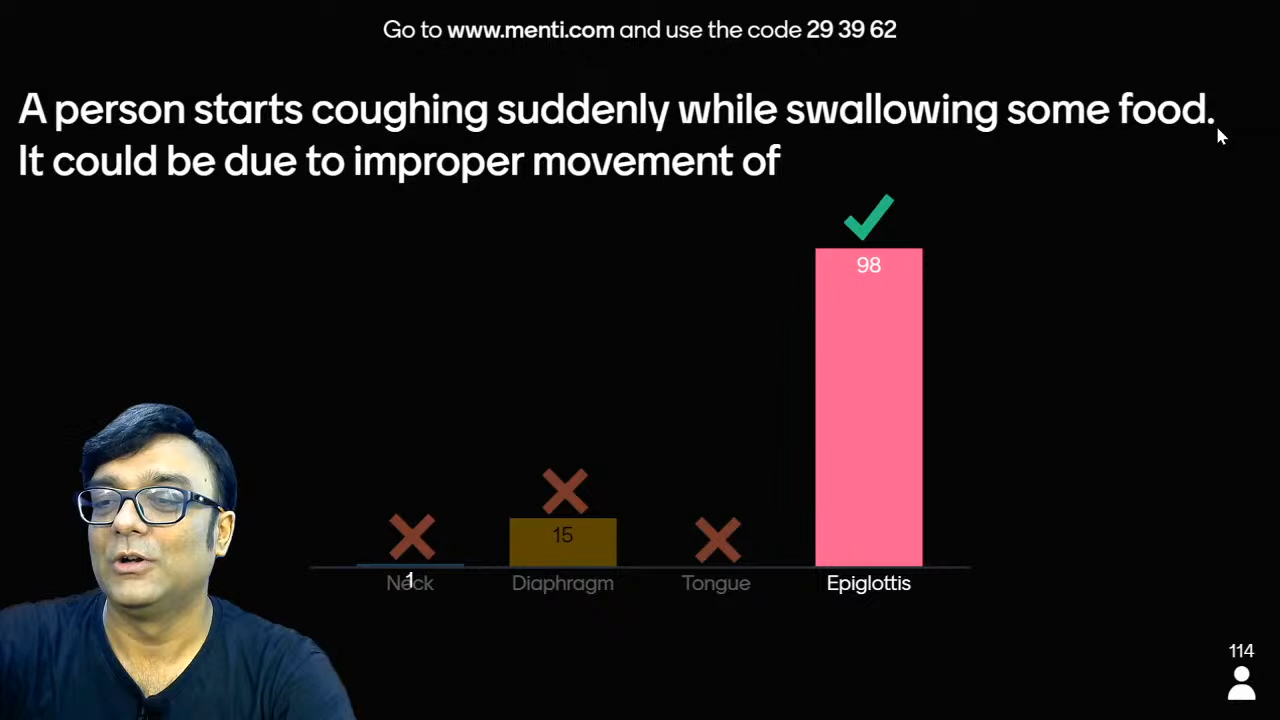 Go to www.menti.com and use the code 29 39 62
A person starts coughing suddenly while swallowing some food.
It could be due to improper movement of
98
15
1
Neck
Diaphragm
Tongue
Epiglottis
114